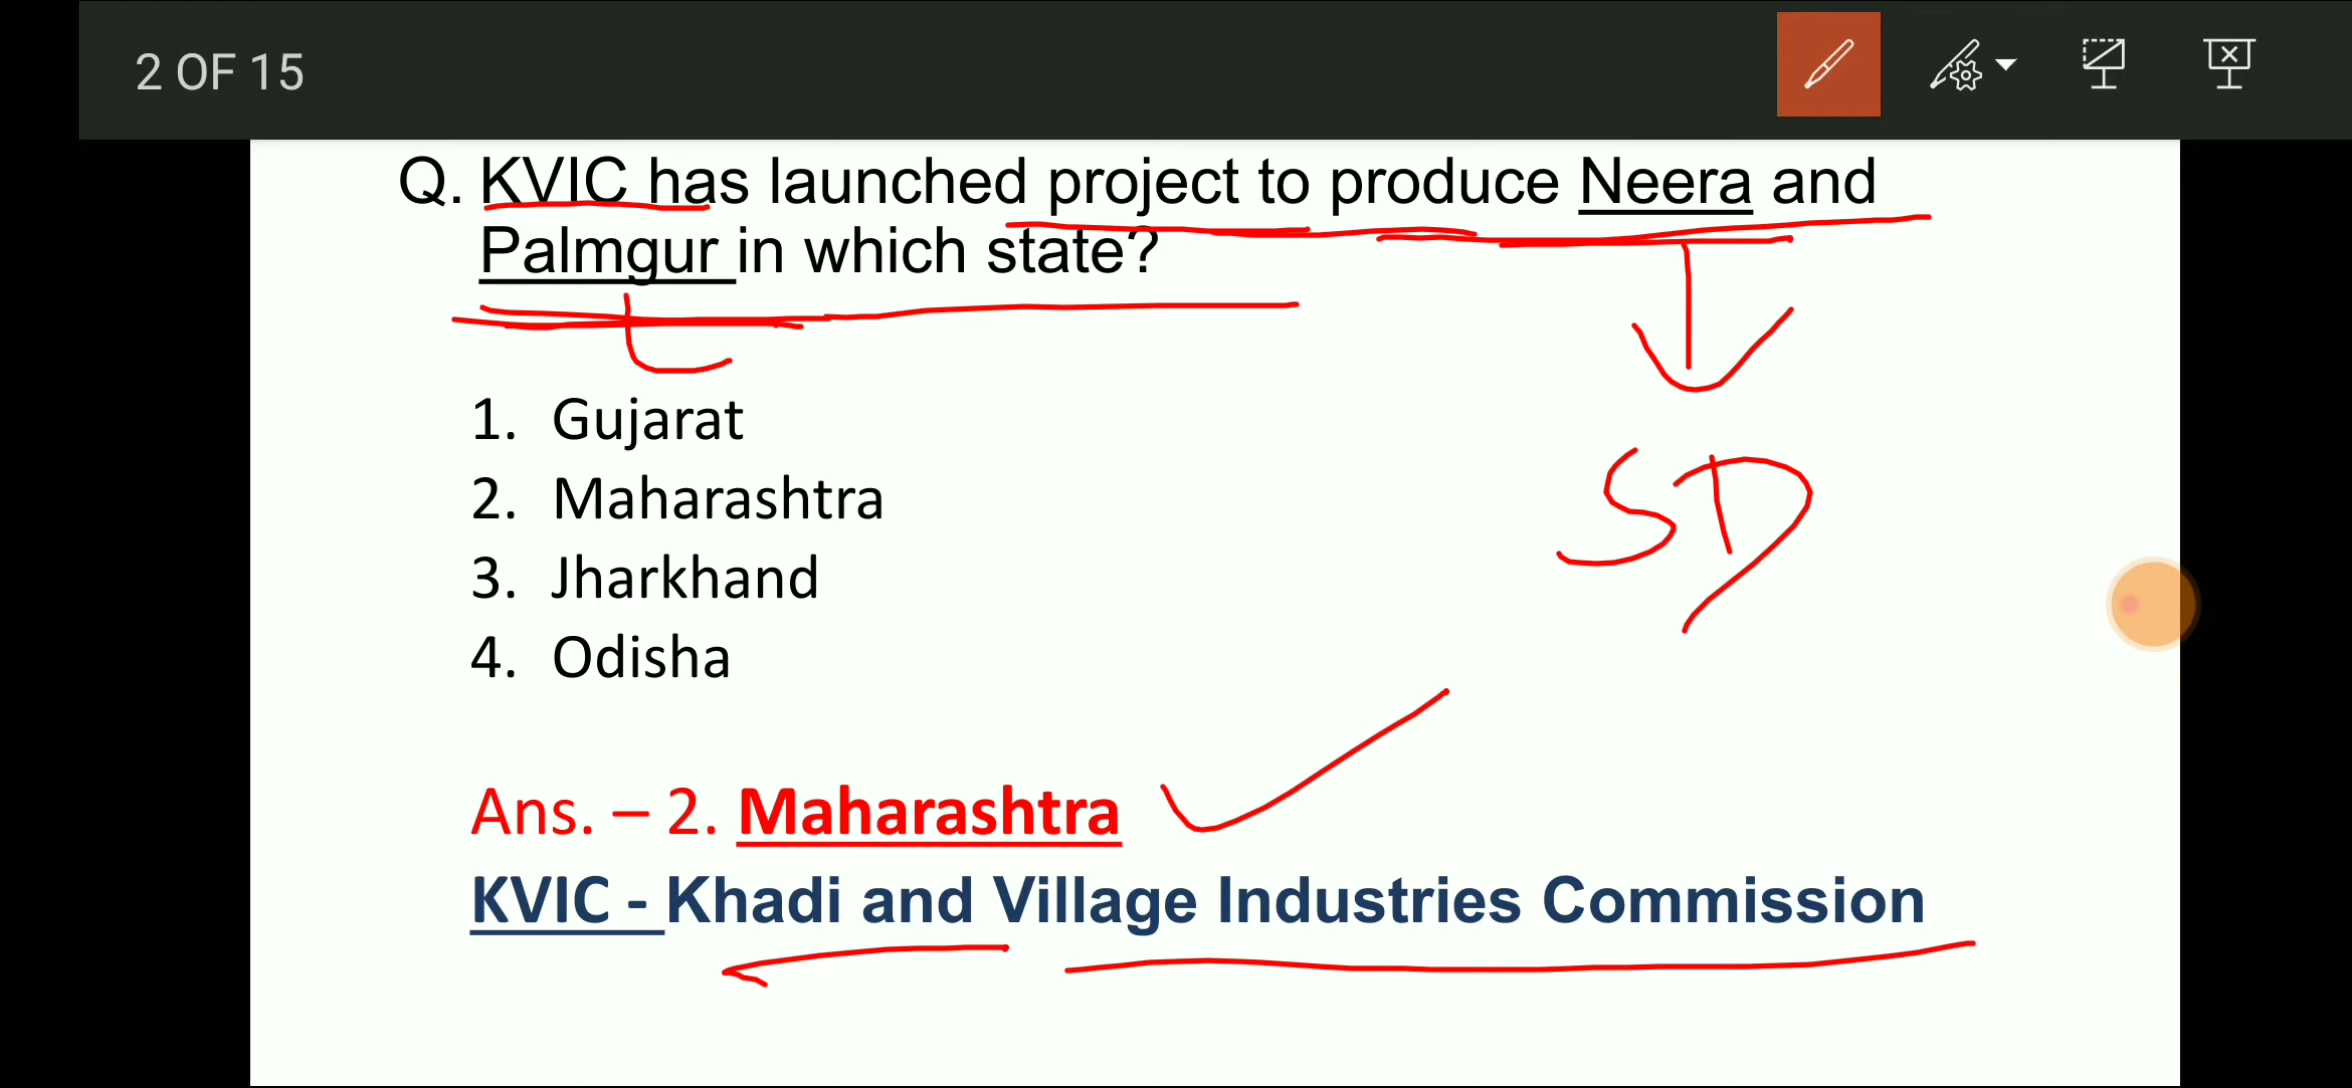 2 OF 15
Q. KVIC has launched project to produce Neera and
Palmgur in which state?
1. Gujarat
2. Maharashtra
3. Jharkhand
4. Odisha
SD
Ans. – 2. Maharashtra
KVIC - Khadi and Village Industries Commission